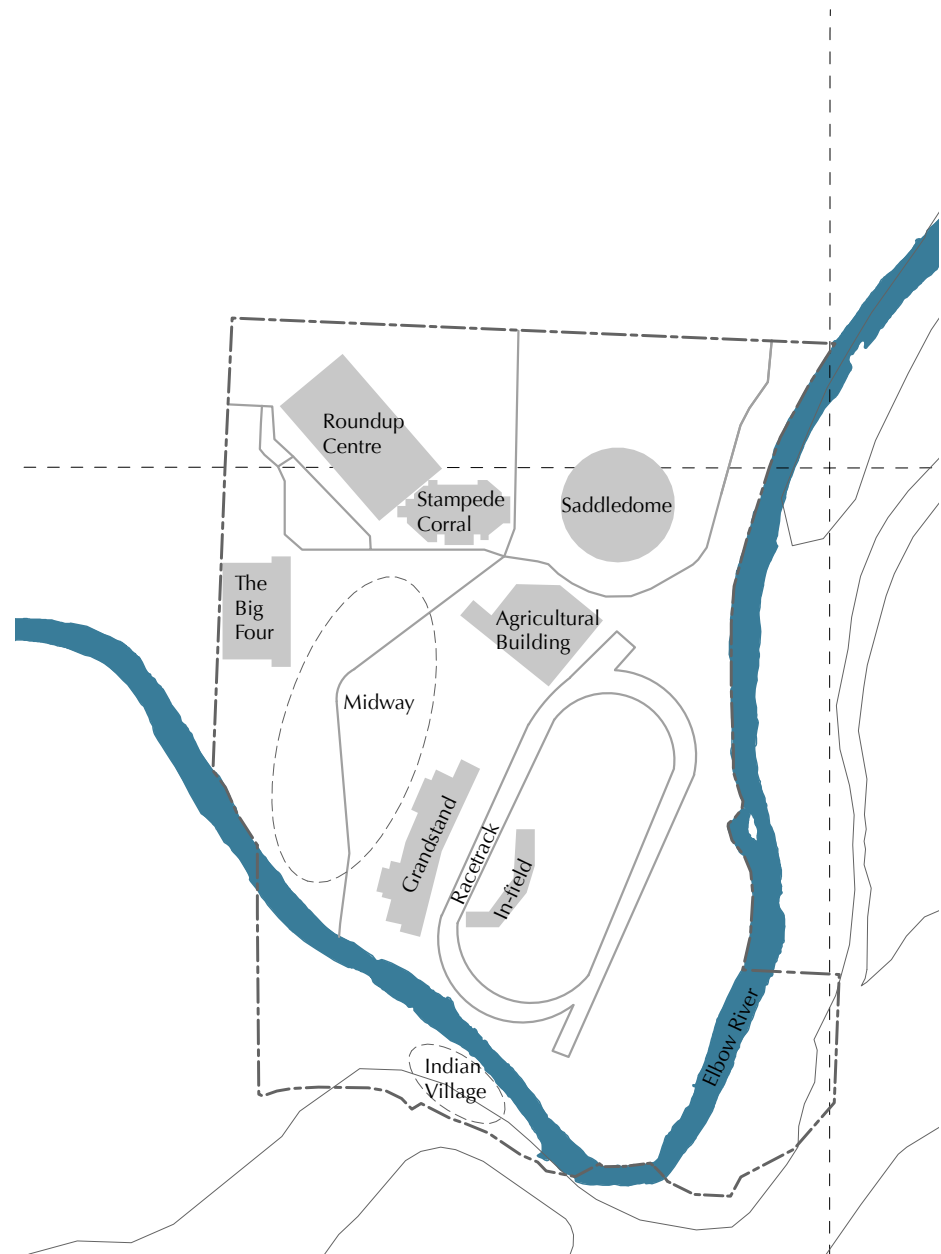 Roundup
Centre
Stampede
Corral
Saddledome
The
Big
Four
Agricultural
Building
Midway
Grandstand
Racetrack
In-field
Elbow River
Indian
Village